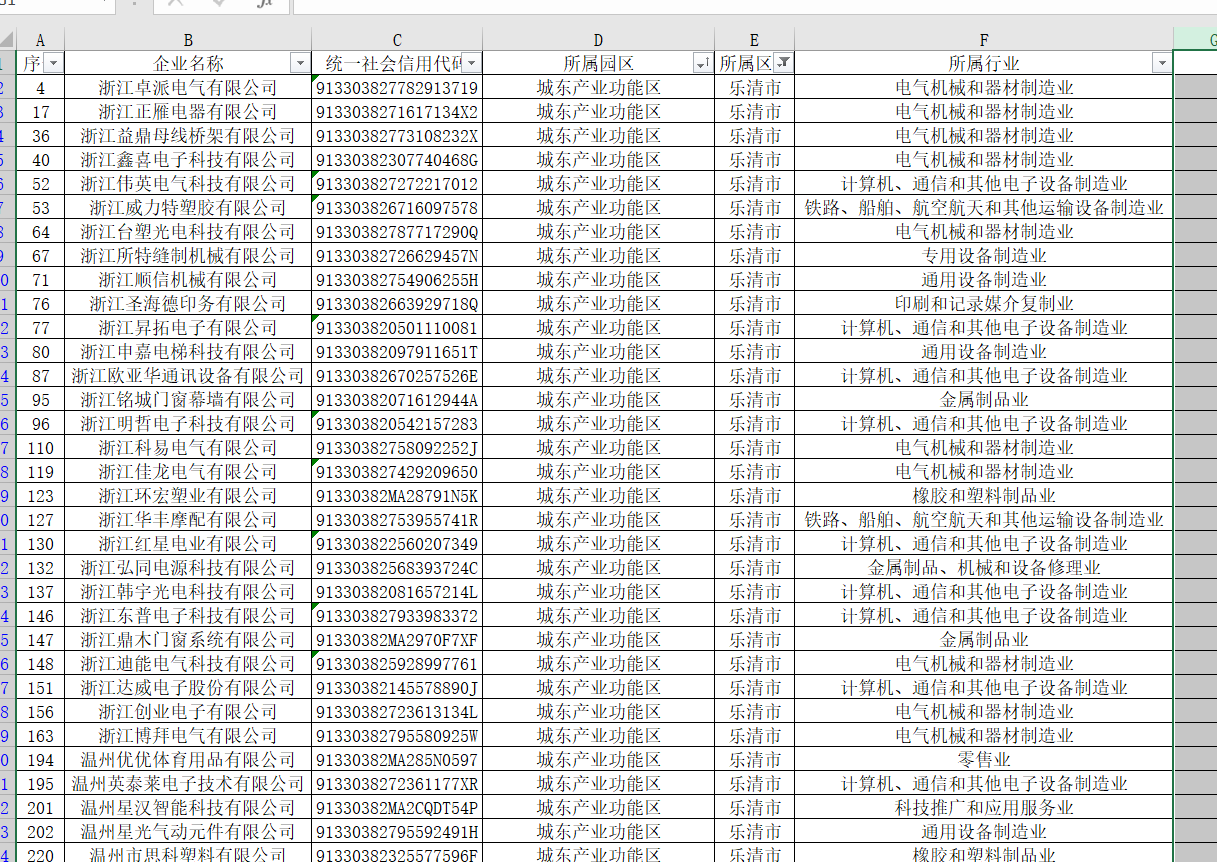 A B C D E F G
序 企业名称 统一社会信用代码 所属园区 所属区 所属行业
4 浙江卓派电气有限公司 913303827782913719 城东产业功能区 乐清市 电气机械和器材制造业
17 浙江正雁电器有限公司 9133038271617134X2 城东产业功能区 乐清市 电气机械和器材制造业
36 浙江益鼎母线桥架有限公司 91330382773108232X 城东产业功能区 乐清市 电气机械和器材制造业
40 浙江鑫喜电子科技有限公司 91330382307740468G 城东产业功能区 乐清市 电气机械和器材制造业
52 浙江伟英电气科技有限公司 913303827272217012 城东产业功能区 乐清市 计算机、通信和其他电子设备制造业
53 浙江威力特塑胶有限公司 913303826716097578 城东产业功能区 乐清市 铁路、船舶、航空航天和其他运输设备制造业
64 浙江台塑光电科技有限公司 91330382787717290Q 城东产业功能区 乐清市 电气机械和器材制造业
67 浙江所特缝制机械有限公司 91330382726629457N 城东产业功能区 乐清市 专用设备制造业
71 浙江顺信机械有限公司 91330382754906255H 城东产业功能区 乐清市 通用设备制造业
76 浙江圣海德印务有限公司 91330382663929718Q 城东产业功能区 乐清市 印刷和记录媒介复制业
77 浙江昇拓电子有限公司 913303820501110081 城东产业功能区 乐清市 计算机、通信和其他电子设备制造业
80 浙江申嘉电梯科技有限公司 91330382097911651T 城东产业功能区 乐清市 通用设备制造业
87 浙江欧亚华通讯设备有限公司 91330382670257526E 城东产业功能区 乐清市 计算机、通信和其他电子设备制造业
95 浙江铭城门窗幕墙有限公司 91330382071612944A 城东产业功能区 乐清市 金属制品业
96 浙江明哲电子科技有限公司 913303820542157283 城东产业功能区 乐清市 计算机、通信和其他电子设备制造业
110 浙江科易电气有限公司 91330382758092252J 城东产业功能区 乐清市 电气机械和器材制造业
119 浙江佳龙电气有限公司 913303827429209650 城东产业功能区 乐清市 电气机械和器材制造业
123 浙江环宏塑业有限公司 91330382MA28791N5K 城东产业功能区 乐清市 橡胶和塑料制品业
127 浙江华丰摩配有限公司 91330382753955741R 城东产业功能区 乐清市 铁路、船舶、航空航天和其他运输设备制造业
130 浙江红星电业有限公司 913303822560207349 城东产业功能区 乐清市 计算机、通信和其他电子设备制造业
132 浙江弘同电源科技有限公司 91330382568393724C 城东产业功能区 乐清市 金属制品、机械和设备修理业
137 浙江韩宇光电科技有限公司 91330382081657214L 城东产业功能区 乐清市 计算机、通信和其他电子设备制造业
146 浙江东普电子科技有限公司 913303827933983372 城东产业功能区 乐清市 计算机、通信和其他电子设备制造业
147 浙江鼎木门窗系统有限公司 91330382MA2970F7XF 城东产业功能区 乐清市 金属制品业
148 浙江迪能电气科技有限公司 913303825928997761 城东产业功能区 乐清市 电气机械和器材制造业
151 浙江达威电子股份有限公司 91330382145578890J 城东产业功能区 乐清市 计算机、通信和其他电子设备制造业
156 浙江创业电子有限公司 91330382723613134L 城东产业功能区 乐清市 电气机械和器材制造业
163 浙江博拜电气有限公司 91330382795580925W 城东产业功能区 乐清市 电气机械和器材制造业
194 温州优优体育用品有限公司 91330382MA285N0597 城东产业功能区 乐清市 零售业
195 温州英泰莱电子技术有限公司 9133038272361177XR 城东产业功能区 乐清市 计算机、通信和其他电子设备制造业
201 温州星汉智能科技有限公司 91330382MA2CQDT54P 城东产业功能区 乐清市 科技推广和应用服务业
202 温州星光气动元件有限公司 91330382795592491H 城东产业功能区 乐清市 通用设备制造业
220 温州市思科塑料有限公司 91330382325577596F 城东产业功能区 乐清市 橡胶和塑料制品业